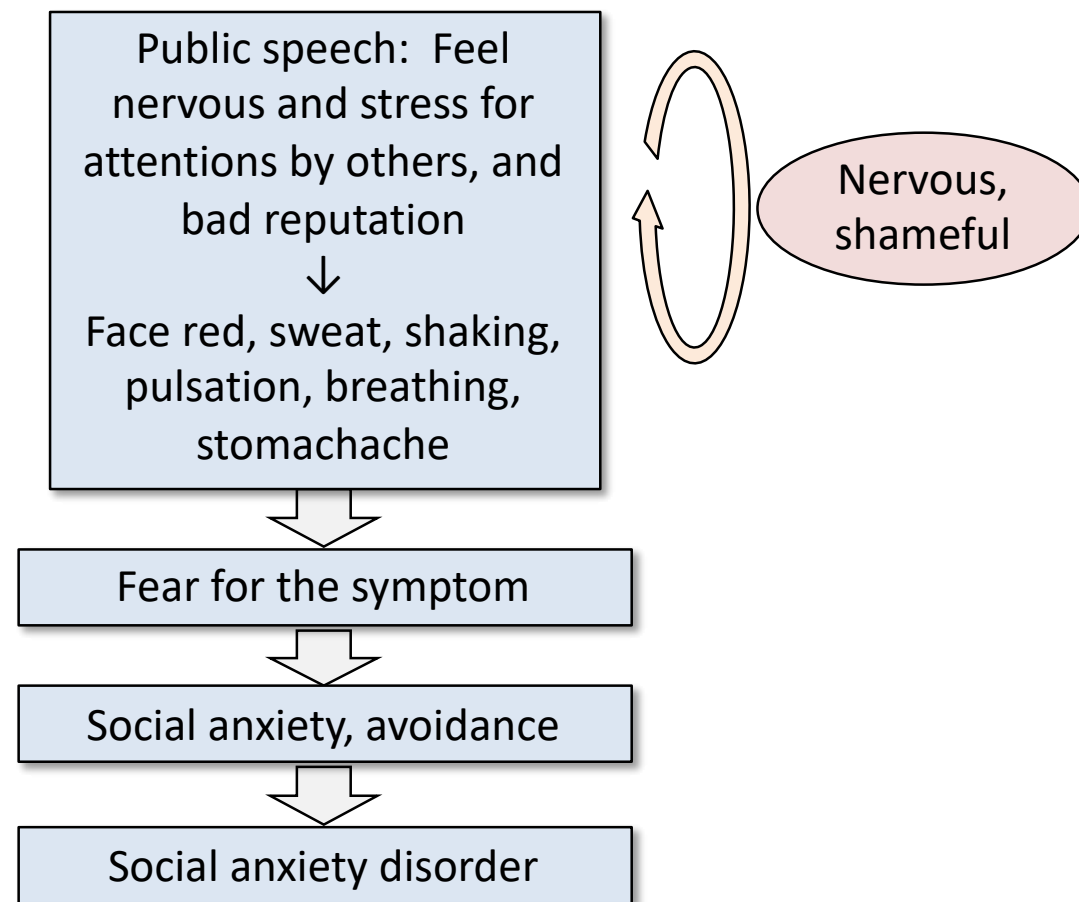 Public speech: Feel
nervous and stress for
attentions by others, and
bad reputation
↓
Face red, sweat, shaking,
pulsation, breathing,
stomachache
Nervous,
shameful
Fear for the symptom
Social anxiety, avoidance
Social anxiety disorder